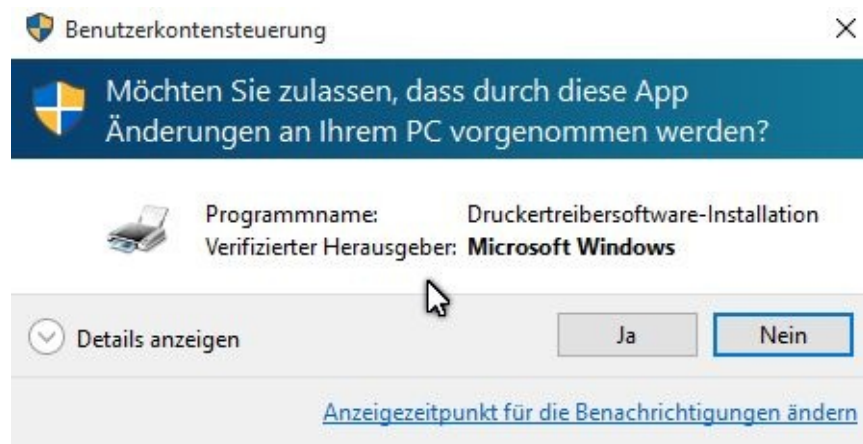 Benutzerkontensteuerung
Möchten Sie zulassen, dass durch diese App
Änderungen an Ihrem PC vorgenommen werden?
Programmname: Druckertreibersoftware-Installation
Verifizierter Herausgeber: Microsoft Windows
Details anzeigen Ja Nein
Anzeigezeitpunkt für die Benachrichtigungen ändern